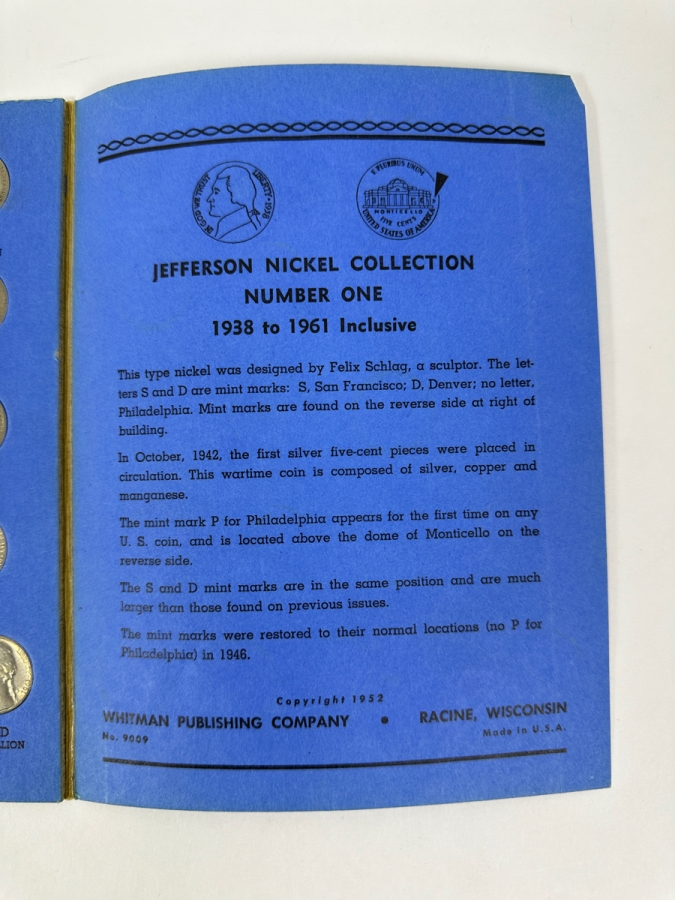 IN GOD WE TRUST LIBERTY 1938
E PLURIBUS UNUM
MONTICELLO
FIVE CENTS
UNITED STATES OF AMERICA
JEFFERSON NICKEL COLLECTION
NUMBER ONE
1938 to 1961 Inclusive
This type nickel was designed by Felix Schlag, a sculptor. The let-
ters S and D are mint marks: S, San Francisco; D, Denver; no letter,
Philadelphia. Mint marks are found on the reverse side at right of
building.
In October, 1942, the first silver five-cent pieces were placed in
circulation. This wartime coin is composed of silver, copper and
manganese.
The mint mark P for Philadelphia appears for the first time on any
U. S. coin, and is located above the dome of Monticello on the
reverse side.
The S and D mint marks are in the same position and are much
larger than those found on previous issues.
The mint marks were restored to their normal locations (no P for
Philadelphia) in 1946.
Copyright 1952
WHITMAN PUBLISHING COMPANY • RACINE, WISCONSIN
No. 9009 Made in U.S.A.
D
LION